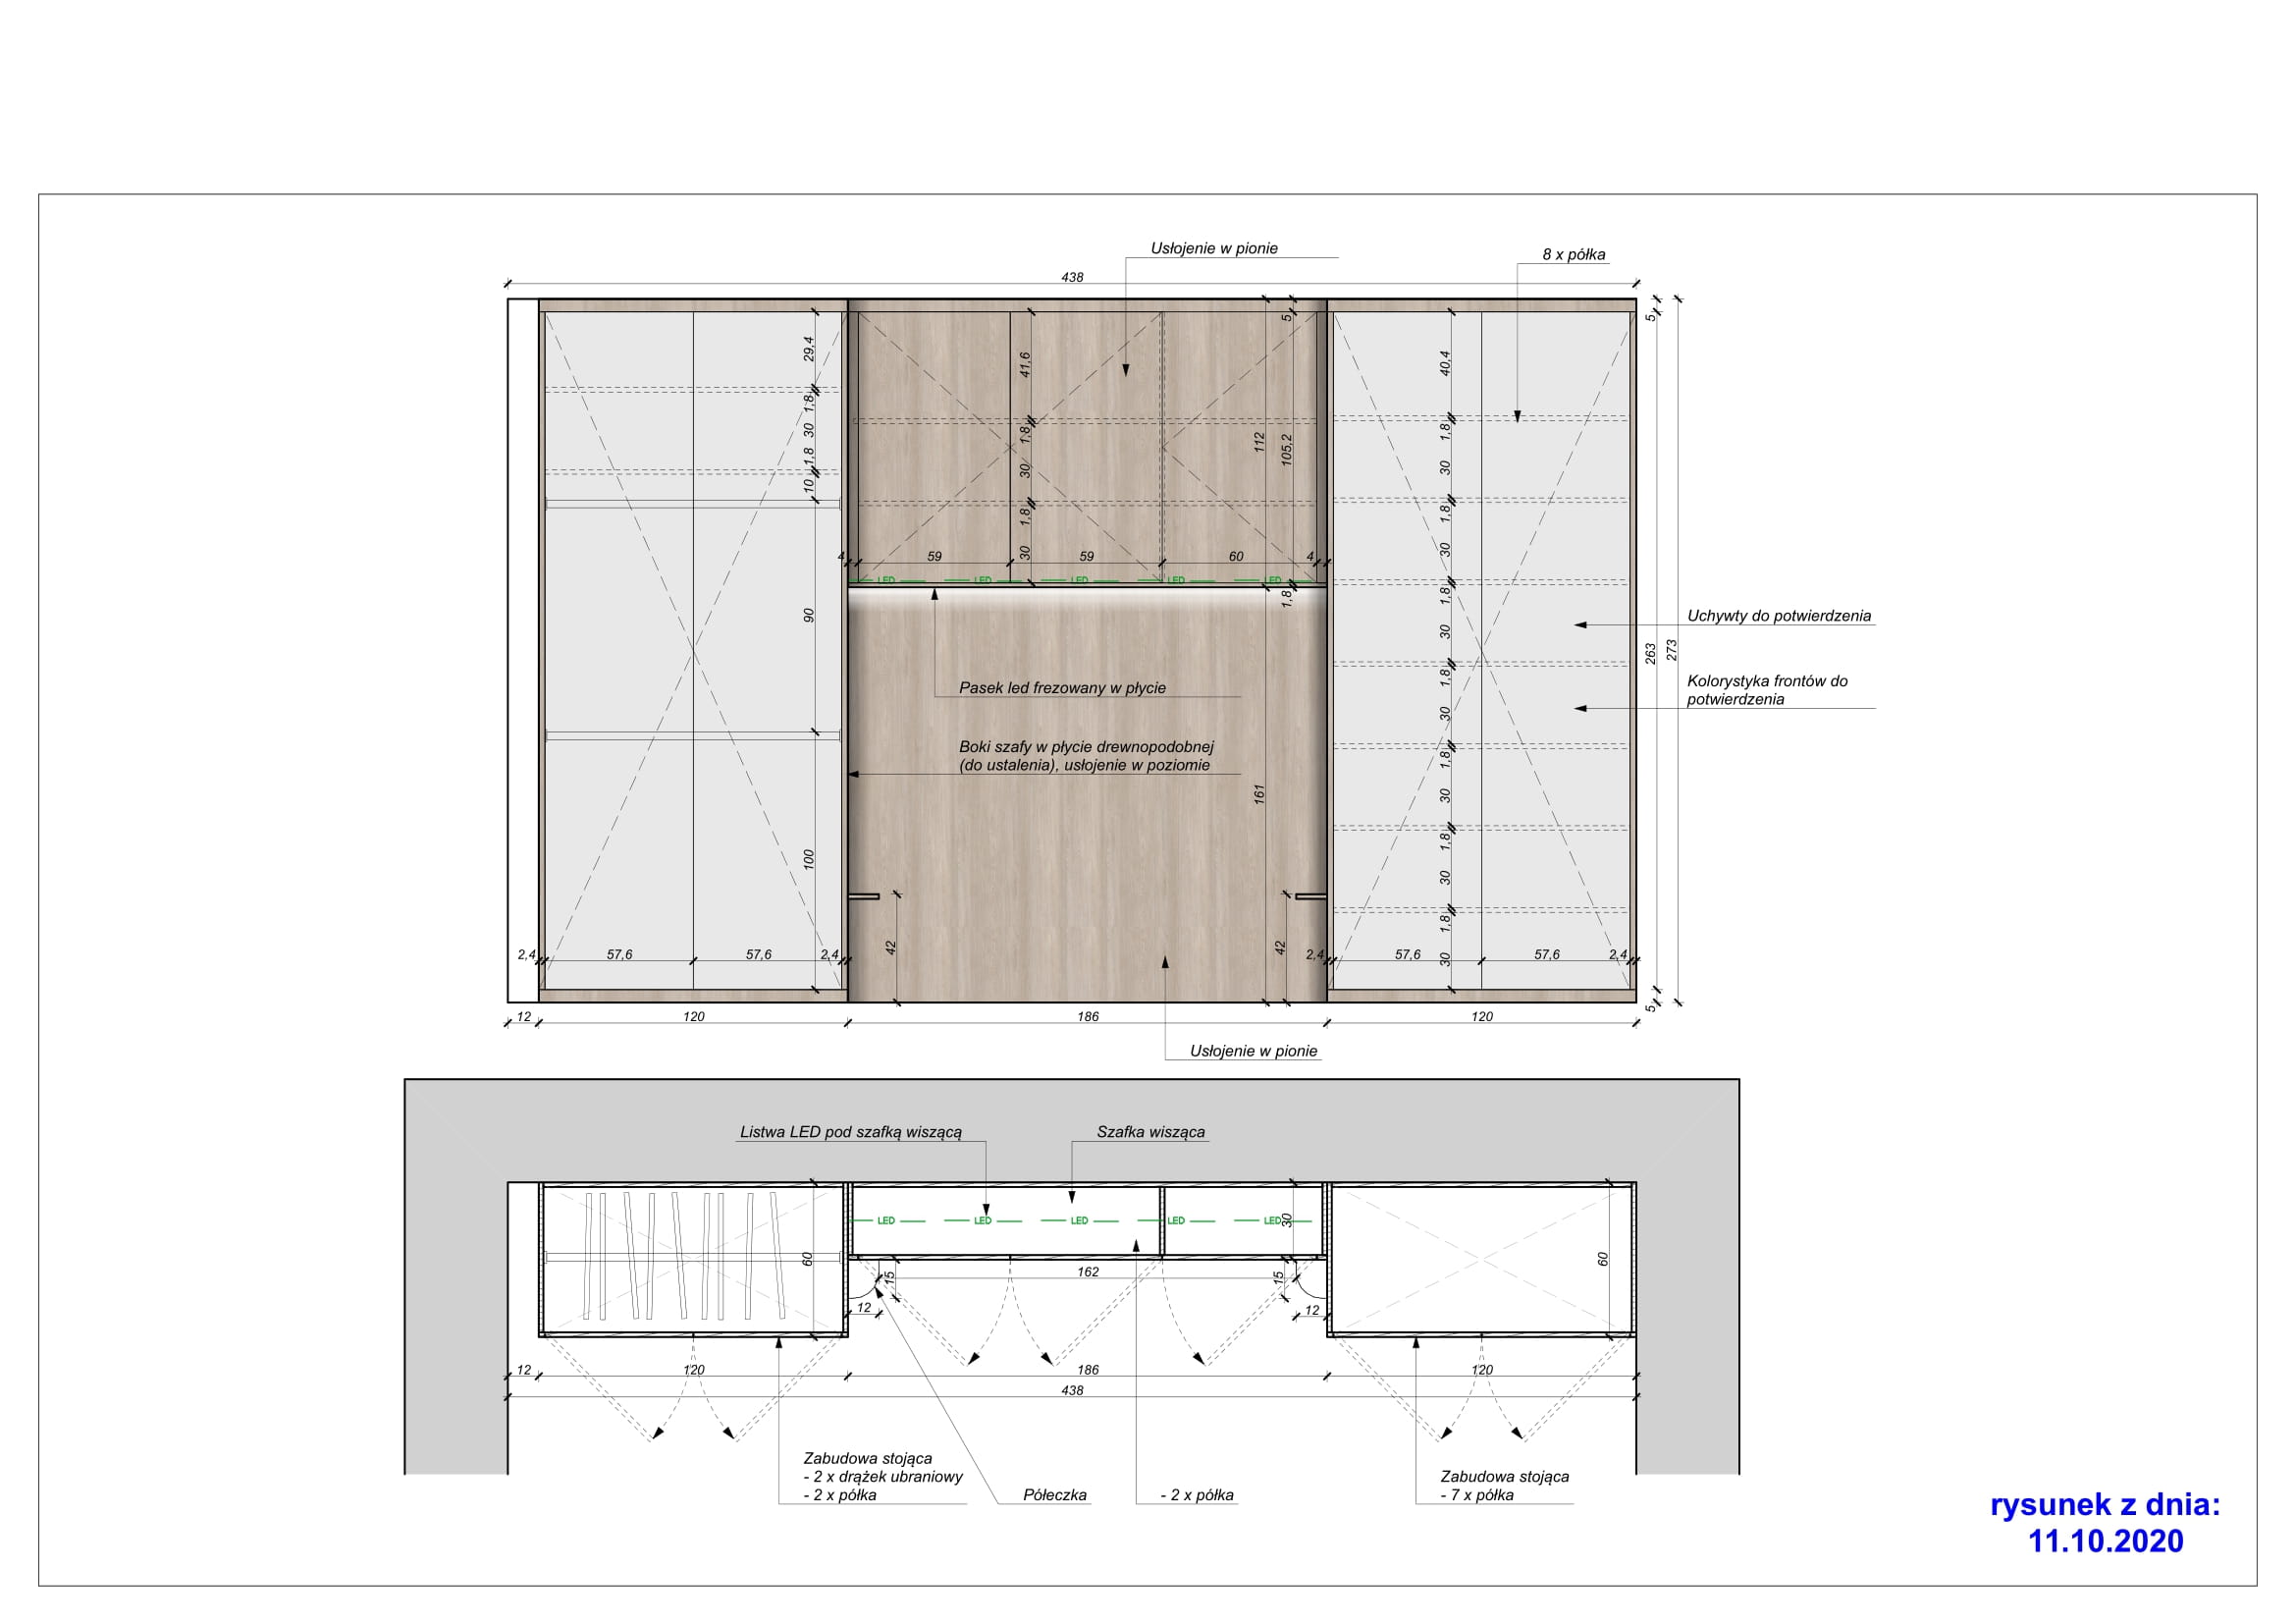 Usłojenie w pionie
8 x półka
438
5
5
29,4
1,8
30
1,8
10
90
100
41,6
1,8
30
1,8
30
112
105,2
1,8
40,4
1,8
30
1,8
30
1,8
30
1,8
30
1,8
30
1,8
30
1,8
30
263
273
5
4
59
59
60
4
LED
LED
LED
LED
LED
Uchywty do potwierdzenia
Kolorystyka frontów do
potwierdzenia
Pasek led frezowany w płycie
Boki szafy w płycie drewnopodobnej
(do ustalenia), usłojenie w poziomie
161
42
42
2,4
57,6
57,6
2,4
2,4
57,6
57,6
2,4
12
120
186
120
Usłojenie w pionie
Listwa LED pod szafką wiszącą
Szafka wisząca
LED
LED
LED
LED
LED
30
60
60
15
162
15
12
12
12
120
186
120
438
Zabudowa stojąca
- 2 x drążek ubraniowy
- 2 x półka
Półeczka
- 2 x półka
Zabudowa stojąca
- 7 x półka
rysunek z dnia:
11.10.2020